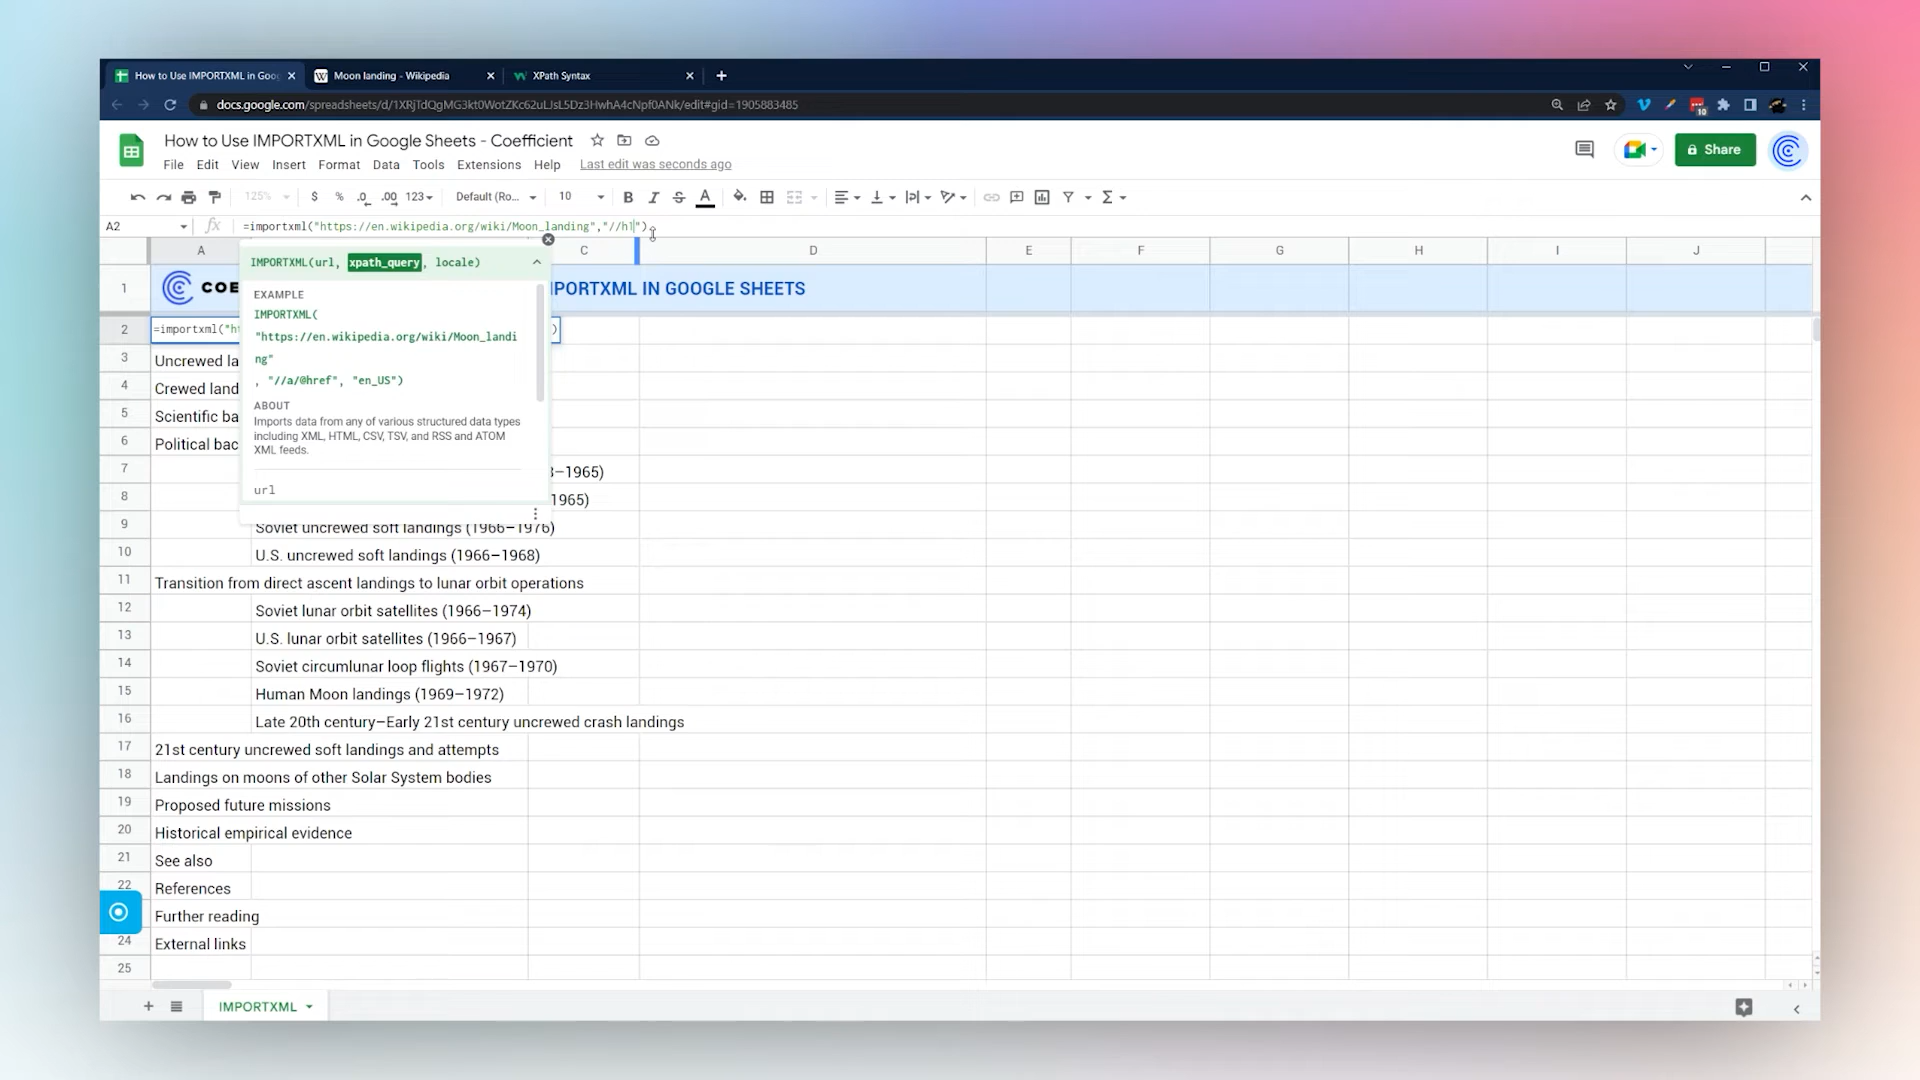 How to Use IMPORTXML in Goo
Moon landing - Wikipedia
XPath Syntax
docs.google.com/spreadsheets/d/1XRjTdQgMG3kt0WotZKc62uLJsL5Dz3HwhA4cNpf0ANk/edit#gid=1905883485
10
How to Use IMPORTXML in Google Sheets - Coefficient
File Edit View Insert Format Data Tools Extensions Help Last edit was seconds ago
Share
125% $ % .0 .00 123 Default (Ro... 10 B I S A
A2 fx =importxml("https://en.wikipedia.org/wiki/Moon_landing","//h1")
A C D E F G H I J
IMPORTXML(url, xpath_query, locale)
1 COE PORTXML IN GOOGLE SHEETS
EXAMPLE
IMPORTXML(
"https://en.wikipedia.org/wiki/Moon_landi
ng"
, "//a/@href", "en_US")
ABOUT
Imports data from any of various structured data types
including XML, HTML, CSV, TSV, and RSS and ATOM
XML feeds.
url
2 =importxml("ht )
3 Uncrewed la
4 Crewed land
5 Scientific ba
6 Political bac
7 –1965)
8 1965)
9 Soviet uncrewed soft landings (1966–1976)
10 U.S. uncrewed soft landings (1966–1968)
11 Transition from direct ascent landings to lunar orbit operations
12 Soviet lunar orbit satellites (1966–1974)
13 U.S. lunar orbit satellites (1966–1967)
14 Soviet circumlunar loop flights (1967–1970)
15 Human Moon landings (1969–1972)
16 Late 20th century–Early 21st century uncrewed crash landings
17 21st century uncrewed soft landings and attempts
18 Landings on moons of other Solar System bodies
19 Proposed future missions
20 Historical empirical evidence
21 See also
22 References
Further reading
24 External links
25
IMPORTXML